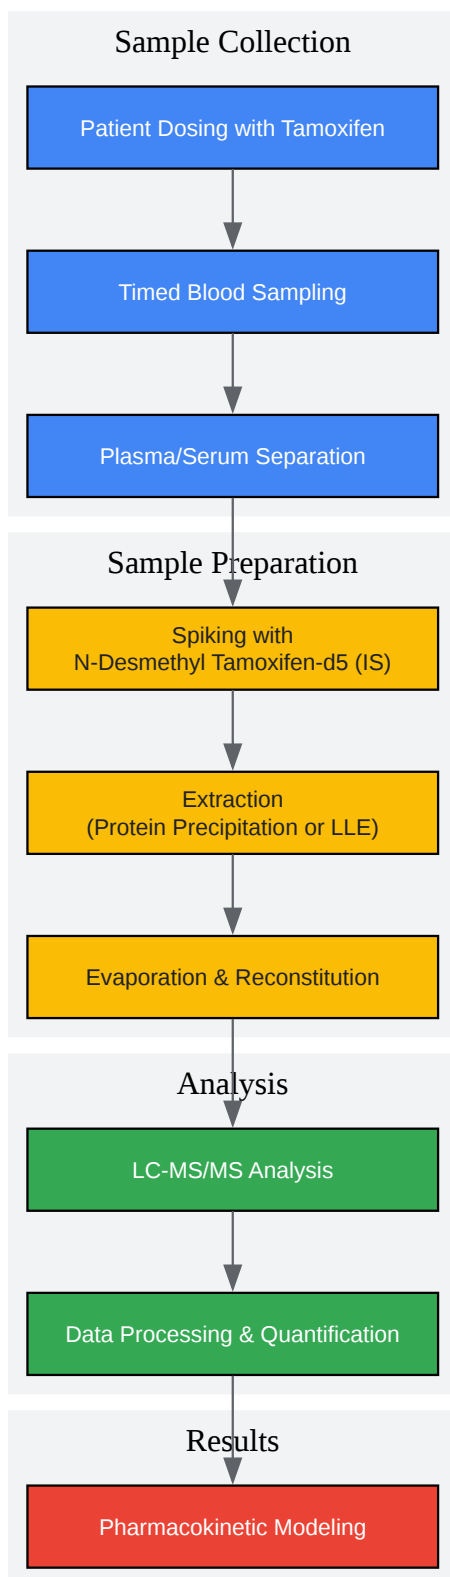 Sample Collection
Patient Dosing with Tamoxifen
Timed Blood Sampling
Plasma/Serum Separation
Sample Preparation
Spiking with
N-Desmethyl Tamoxifen-d5 (IS)
Extraction
(Protein Precipitation or LLE)
Evaporation & Reconstitution
Analysis
LC-MS/MS Analysis
Data Processing & Quantification
Results
Pharmacokinetic Modeling